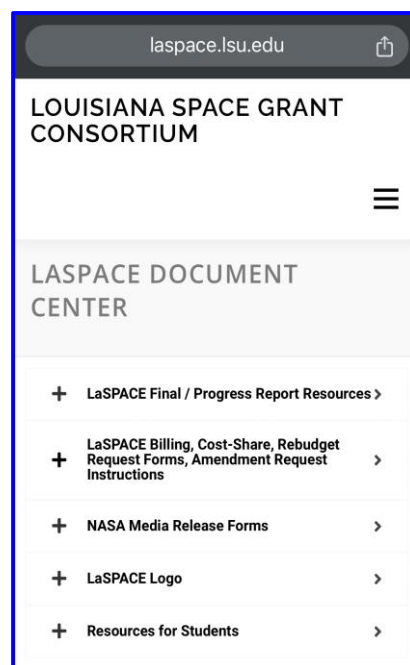 laspace.lsu.edu
LOUISIANA SPACE GRANT
CONSORTIUM
LASPACE DOCUMENT
CENTER
LaSPACE Final / Progress Report Resources
LaSPACE Billing, Cost-Share, Rebudget
Request Forms, Amendment Request
Instructions
NASA Media Release Forms
LaSPACE Logo
Resources for Students